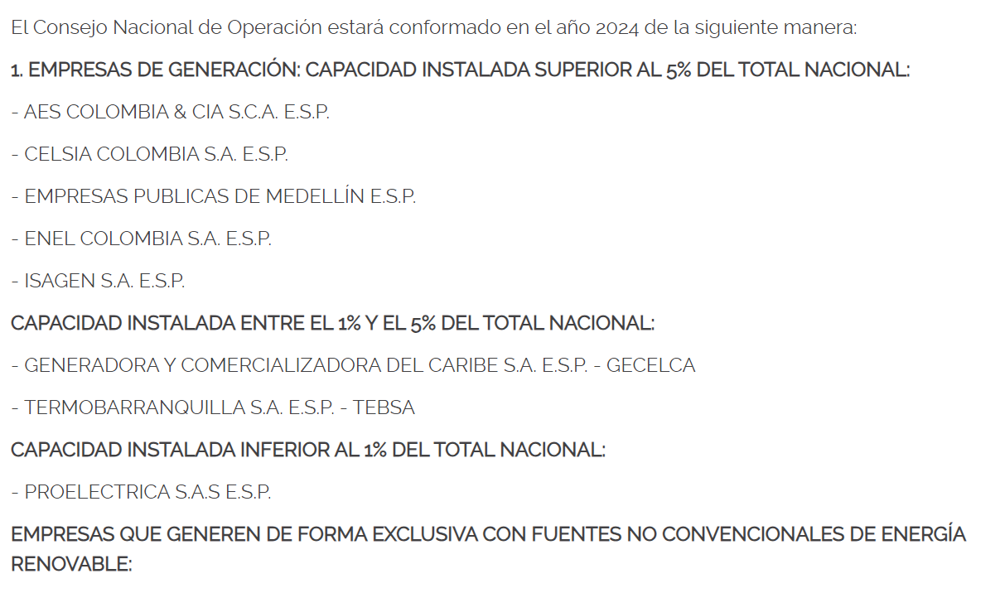 El Consejo Nacional de Operación estará conformado en el año 2024 de la siguiente manera:
1. EMPRESAS DE GENERACIÓN: CAPACIDAD INSTALADA SUPERIOR AL 5% DEL TOTAL NACIONAL:
- AES COLOMBIA & CIA S.C.A. E.S.P.
- CELSIA COLOMBIA S.A. E.S.P.
- EMPRESAS PUBLICAS DE MEDELLÍN E.S.P.
- ENEL COLOMBIA S.A. E.S.P.
- ISAGEN S.A. E.S.P.
CAPACIDAD INSTALADA ENTRE EL 1% Y EL 5% DEL TOTAL NACIONAL:
- GENERADORA Y COMERCIALIZADORA DEL CARIBE S.A. E.S.P. - GECELCA
- TERMOBARRANQUILLA S.A. E.S.P. - TEBSA
CAPACIDAD INSTALADA INFERIOR AL 1% DEL TOTAL NACIONAL:
- PROELECTRICA S.A.S E.S.P.
EMPRESAS QUE GENEREN DE FORMA EXCLUSIVA CON FUENTES NO CONVENCIONALES DE ENERGÍA
RENOVABLE: